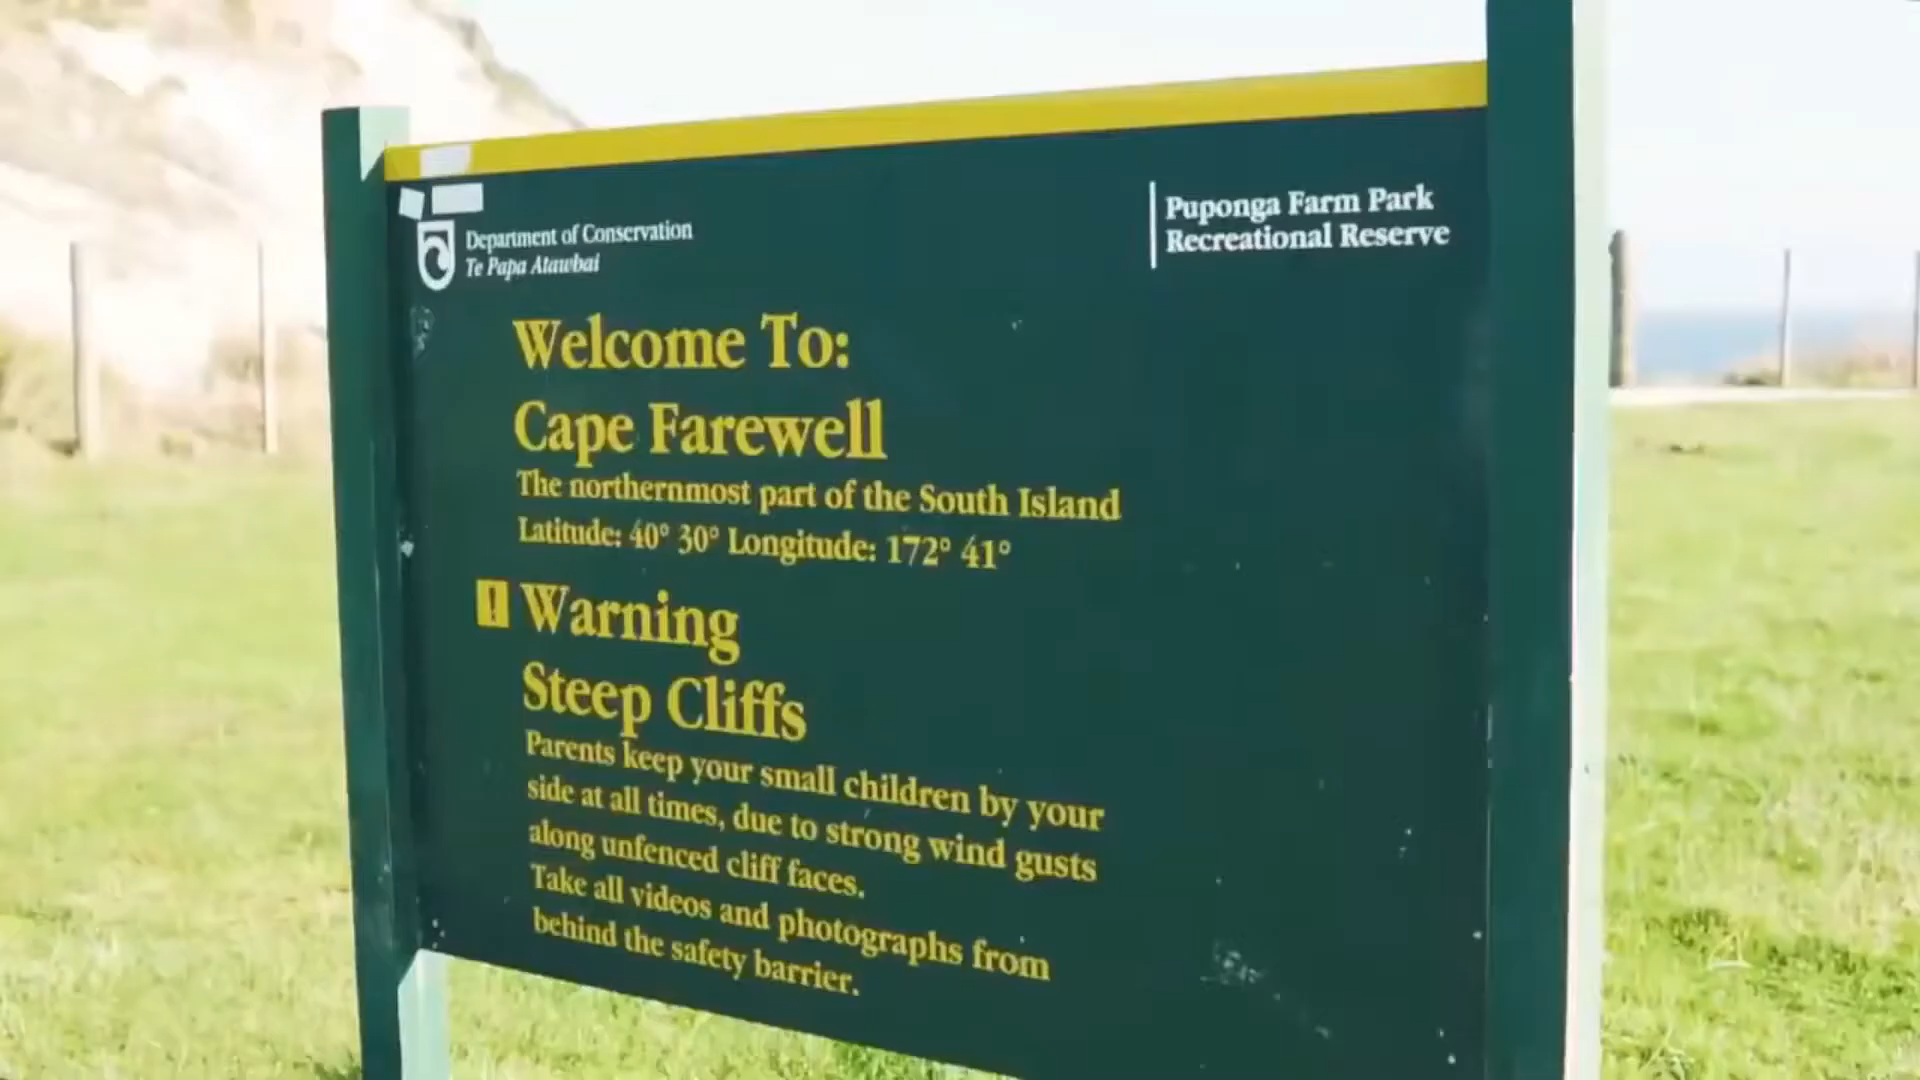 Department of Conservation
Te Papa Atawbai
Puponga Farm Park
Recreational Reserve
Welcome To:
Cape Farewell
The northernmost part of the South Island
Latitude: 40° 30° Longitude: 172° 41°
! Warning
Steep Cliffs
Parents keep your small children by your
side at all times, due to strong wind gusts
along unfenced cliff faces.
Take all videos and photographs from
behind the safety barrier.